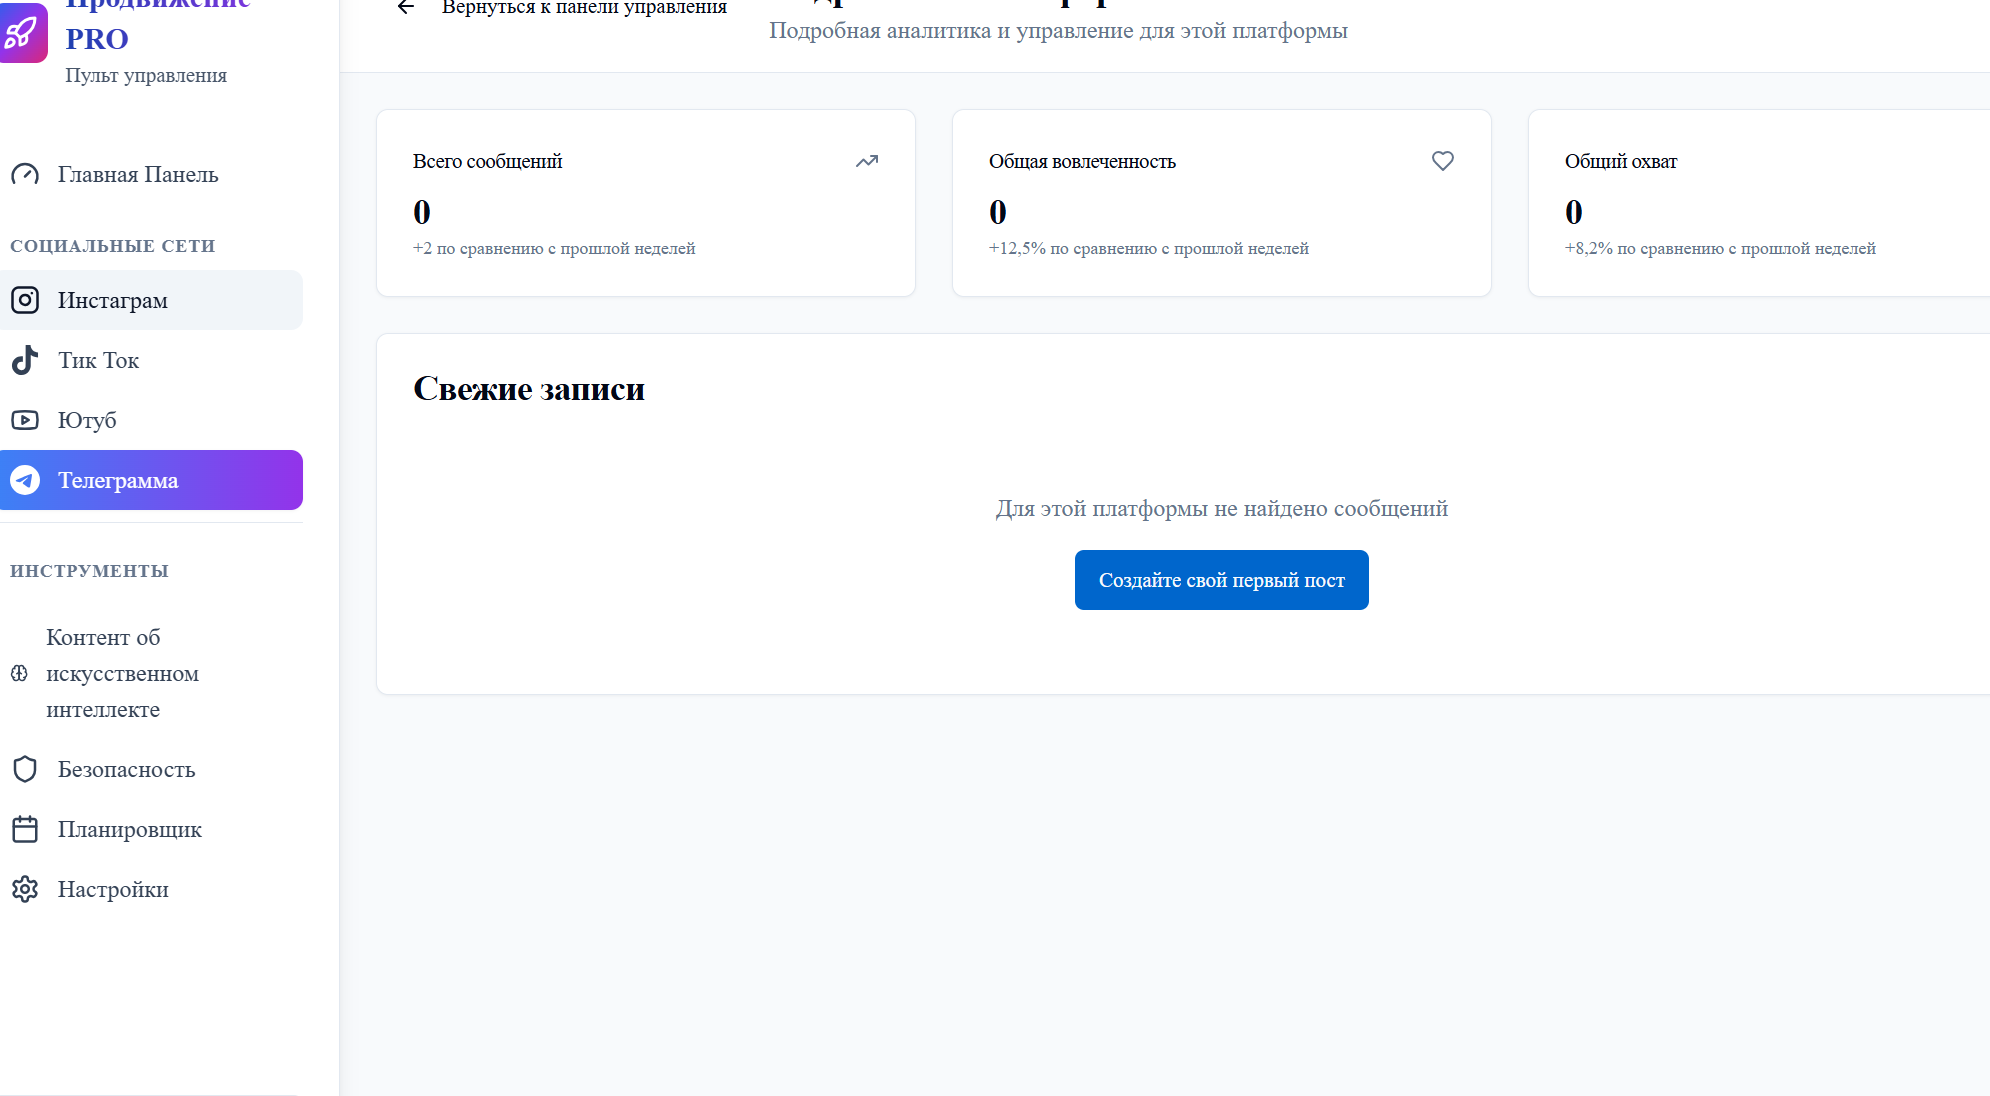 Продвижение
PRO
Пульт управления
Главная Панель
СОЦИАЛЬНЫЕ СЕТИ
Инстаграм
Тик Ток
Ютуб
Телеграмма
ИНСТРУМЕНТЫ
Контент об
искусственном
интеллекте
Безопасность
Планировщик
Настройки
Вернуться к панели управления
Подробная аналитика и управление для этой платформы
Всего сообщений
0
+2 по сравнению с прошлой неделей
Общая вовлеченность
0
+12,5% по сравнению с прошлой неделей
Общий охват
0
+8,2% по сравнению с прошлой неделей
Свежие записи
Для этой платформы не найдено сообщений
Создайте свой первый пост